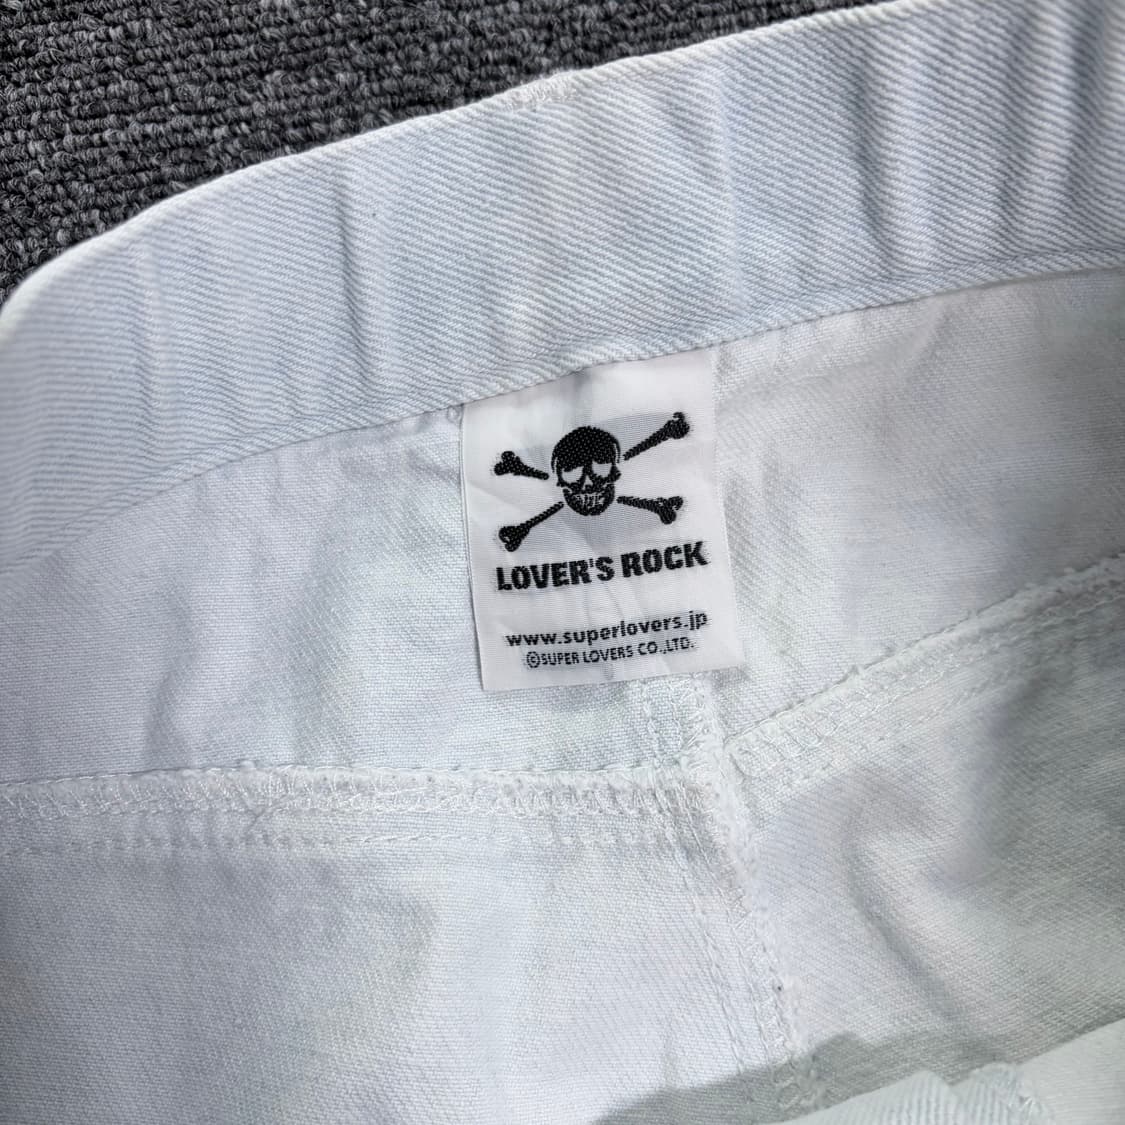 LOVER'S ROCK
www.superlovers.jp
©SUPER LOVERS CO.,LTD.